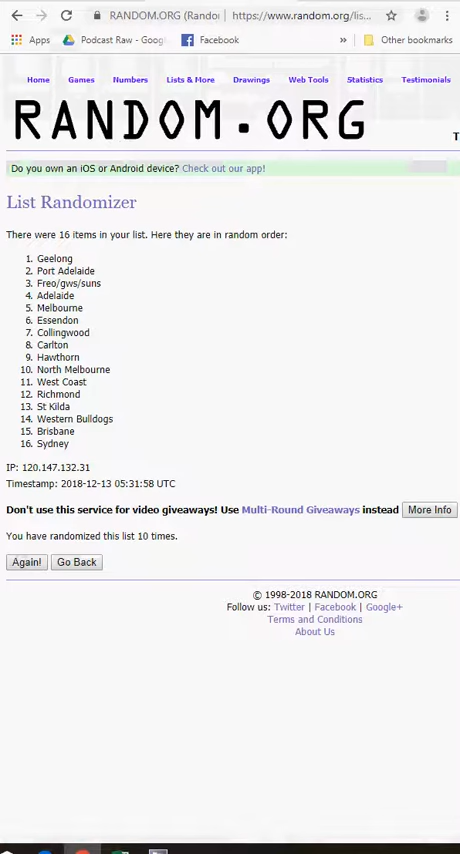 RANDOM.ORG (Rando
https://www.random.org/lis...
Apps
Podcast Raw - Goog
Facebook
»
Other bookmarks
Home
Games
Numbers
Lists & More
Drawings
Web Tools
Statistics
Testimonials
RANDOM.ORG
T
Do you own an iOS or Android device? Check out our app!
List Randomizer
There were 16 items in your list. Here they are in random order:
1. Geelong
2. Port Adelaide
3. Freo/gws/suns
4. Adelaide
5. Melbourne
6. Essendon
7. Collingwood
8. Carlton
9. Hawthorn
10. North Melbourne
11. West Coast
12. Richmond
13. St Kilda
14. Western Bulldogs
15. Brisbane
16. Sydney
IP: 120.147.132.31
Timestamp: 2018-12-13 05:31:58 UTC
Don't use this service for video giveaways! Use Multi-Round Giveaways instead More Info
You have randomized this list 10 times.
Again! Go Back
© 1998-2018 RANDOM.ORG
Follow us: Twitter | Facebook | Google+
Terms and Conditions
About Us